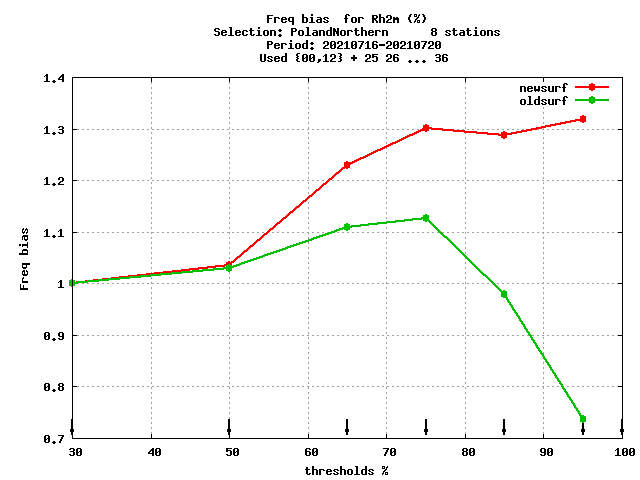 Freq bias  for Rh2m (%)
Selection: PolandNorthern      8 stations
Period: 20210716-20210720
Used {00,12} + 25 26 ... 36
newsurf
oldsurf
Freq bias
1.4
1.3
1.2
1.1
1
0.9
0.8
0.7
30 40 50 60 70 80 90 100
thresholds %